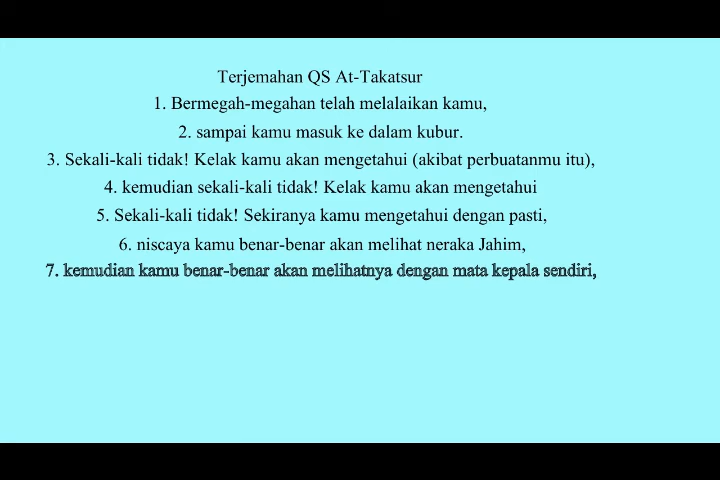 Terjemahan QS At-Takatsur
1. Bermegah-megahan telah melalaikan kamu,
2. sampai kamu masuk ke dalam kubur.
3. Sekali-kali tidak! Kelak kamu akan mengetahui (akibat perbuatanmu itu),
4. kemudian sekali-kali tidak! Kelak kamu akan mengetahui
5. Sekali-kali tidak! Sekiranya kamu mengetahui dengan pasti,
6. niscaya kamu benar-benar akan melihat neraka Jahim,
7. kemudian kamu benar-benar akan melihatnya dengan mata kepala sendiri,